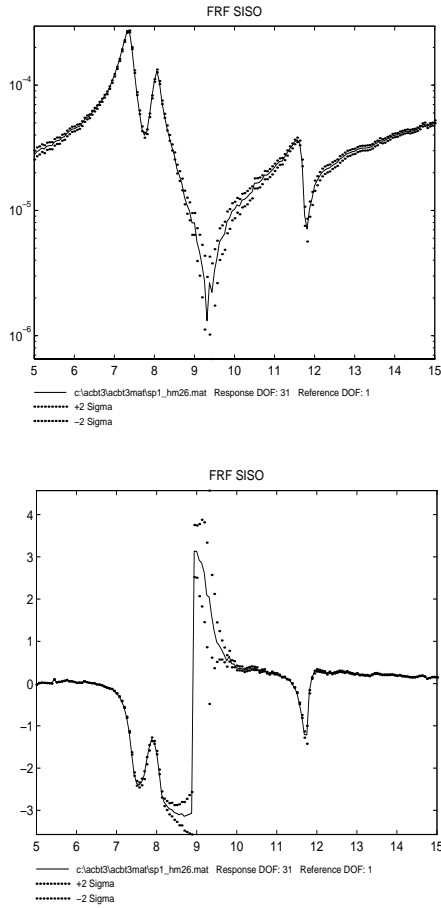 FRF SISO
10^-4
10^-5
10^-6
5 6 7 8 9 10 11 12 13 14 15
c:\acbt3\acbt3mat\sp1_hm26.mat Response DOF: 31 Reference DOF: 1
+2 Sigma
−2 Sigma
FRF SISO
4
3
2
1
0
−1
−2
−3
5 6 7 8 9 10 11 12 13 14 15
c:\acbt3\acbt3mat\sp1_hm26.mat Response DOF: 31 Reference DOF: 1
+2 Sigma
−2 Sigma